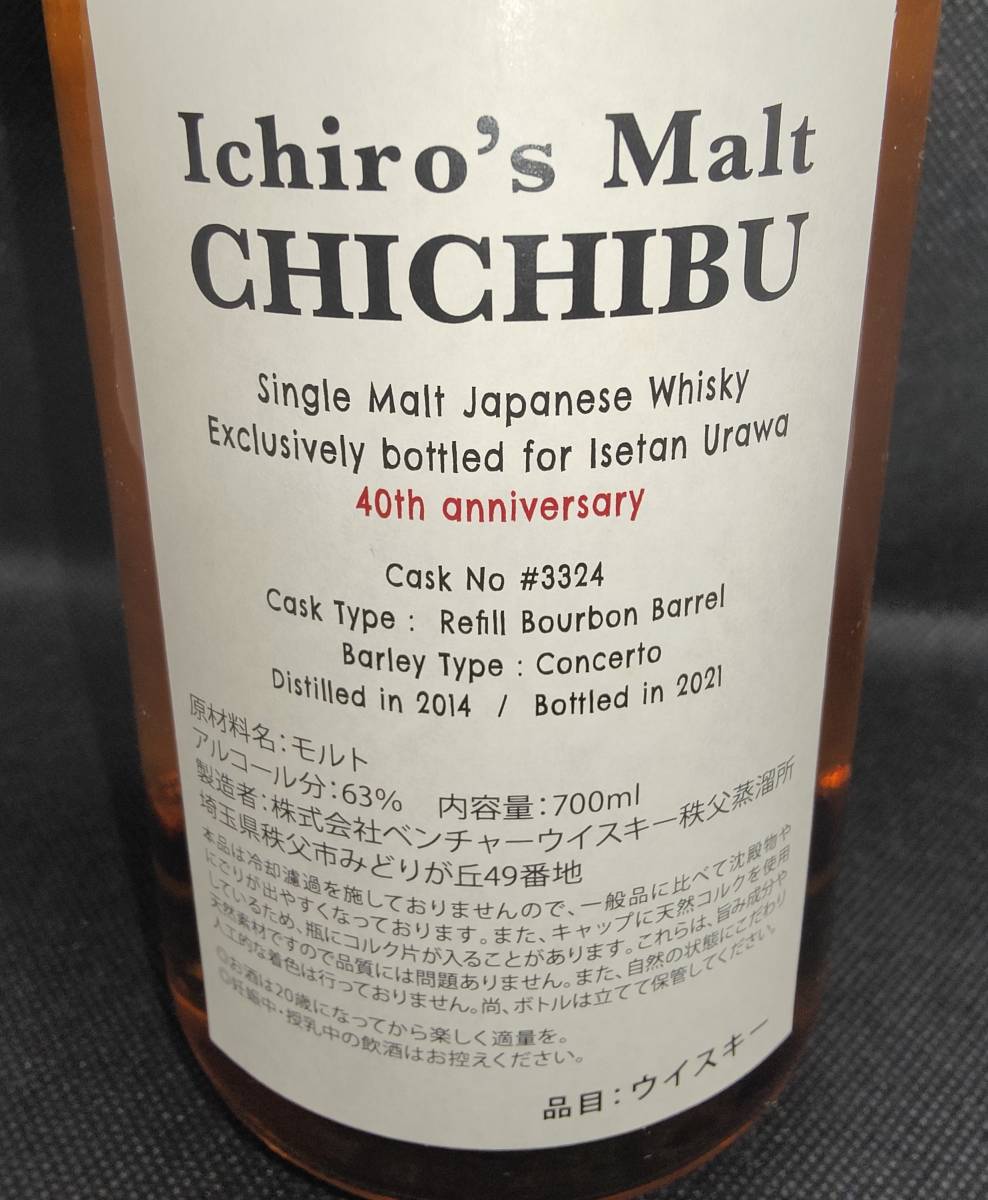 Ichiro's Malt
CHICHIBU
Single Malt Japanese Whisky
Exclusively bottled for Isetan Urawa
40th anniversary
Cask No #3324
Cask Type : Refill Bourbon Barrel
Barley Type : Concerto
Distilled in 2014 / Bottled in 2021
原材料名:モルト
アルコール分:63% 内容量:700ml
製造者:株式会社ベンチャーウイスキー秩父蒸溜所
埼玉県秩父市みどりが丘49番地
本品は冷却濾過を施しておりませんので、一般品に比べて沈殿物や
にごりが出やすくなっております。また、キャップに天然コルクを使用
しているため、瓶にコルク片が入ることがあります。これらは、旨み成分や
天然素材ですので品質には問題ありません。また、自然の状態にこだわり
人工的な着色は行っておりません。尚、ボトルは立てて保管してください。
◎お酒は20歳になってから楽しく適量を。
◎妊娠中・授乳中の飲酒はお控えください。
品目:ウイスキー